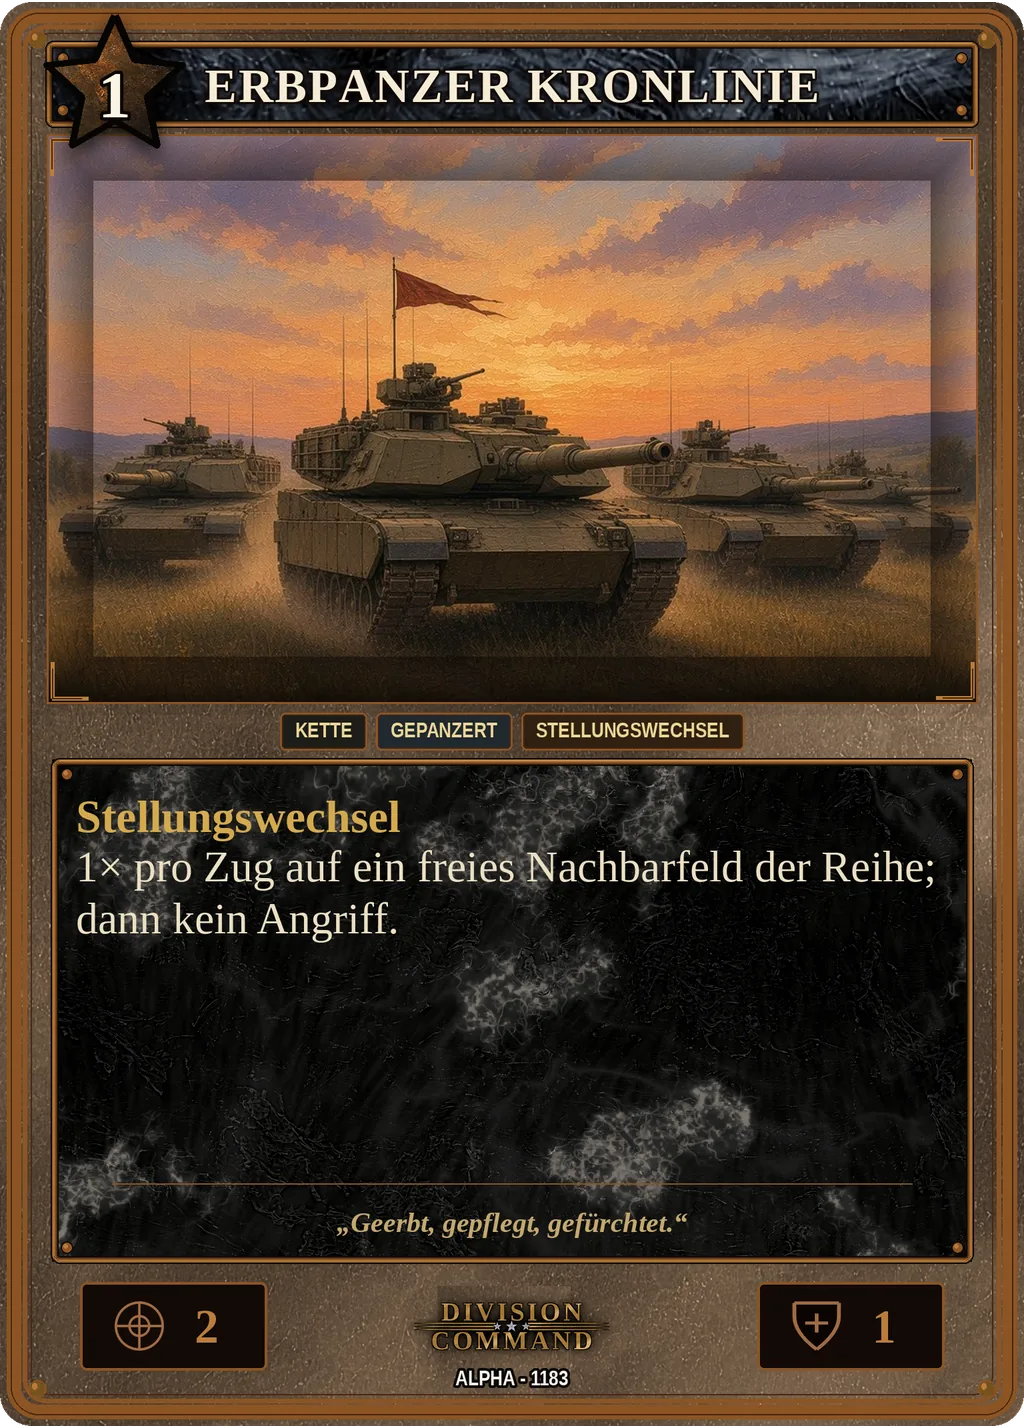 1
ERBPANZER KRONLINIE
KETTE
GEPANZERT
STELLUNGSWECHSEL
Stellungswechsel
1× pro Zug auf ein freies Nachbarfeld der Reihe;
dann kein Angriff.
„Geerbt, gepflegt, gefürchtet.“
2
DIVISION
COMMAND
ALPHA - 1183
1